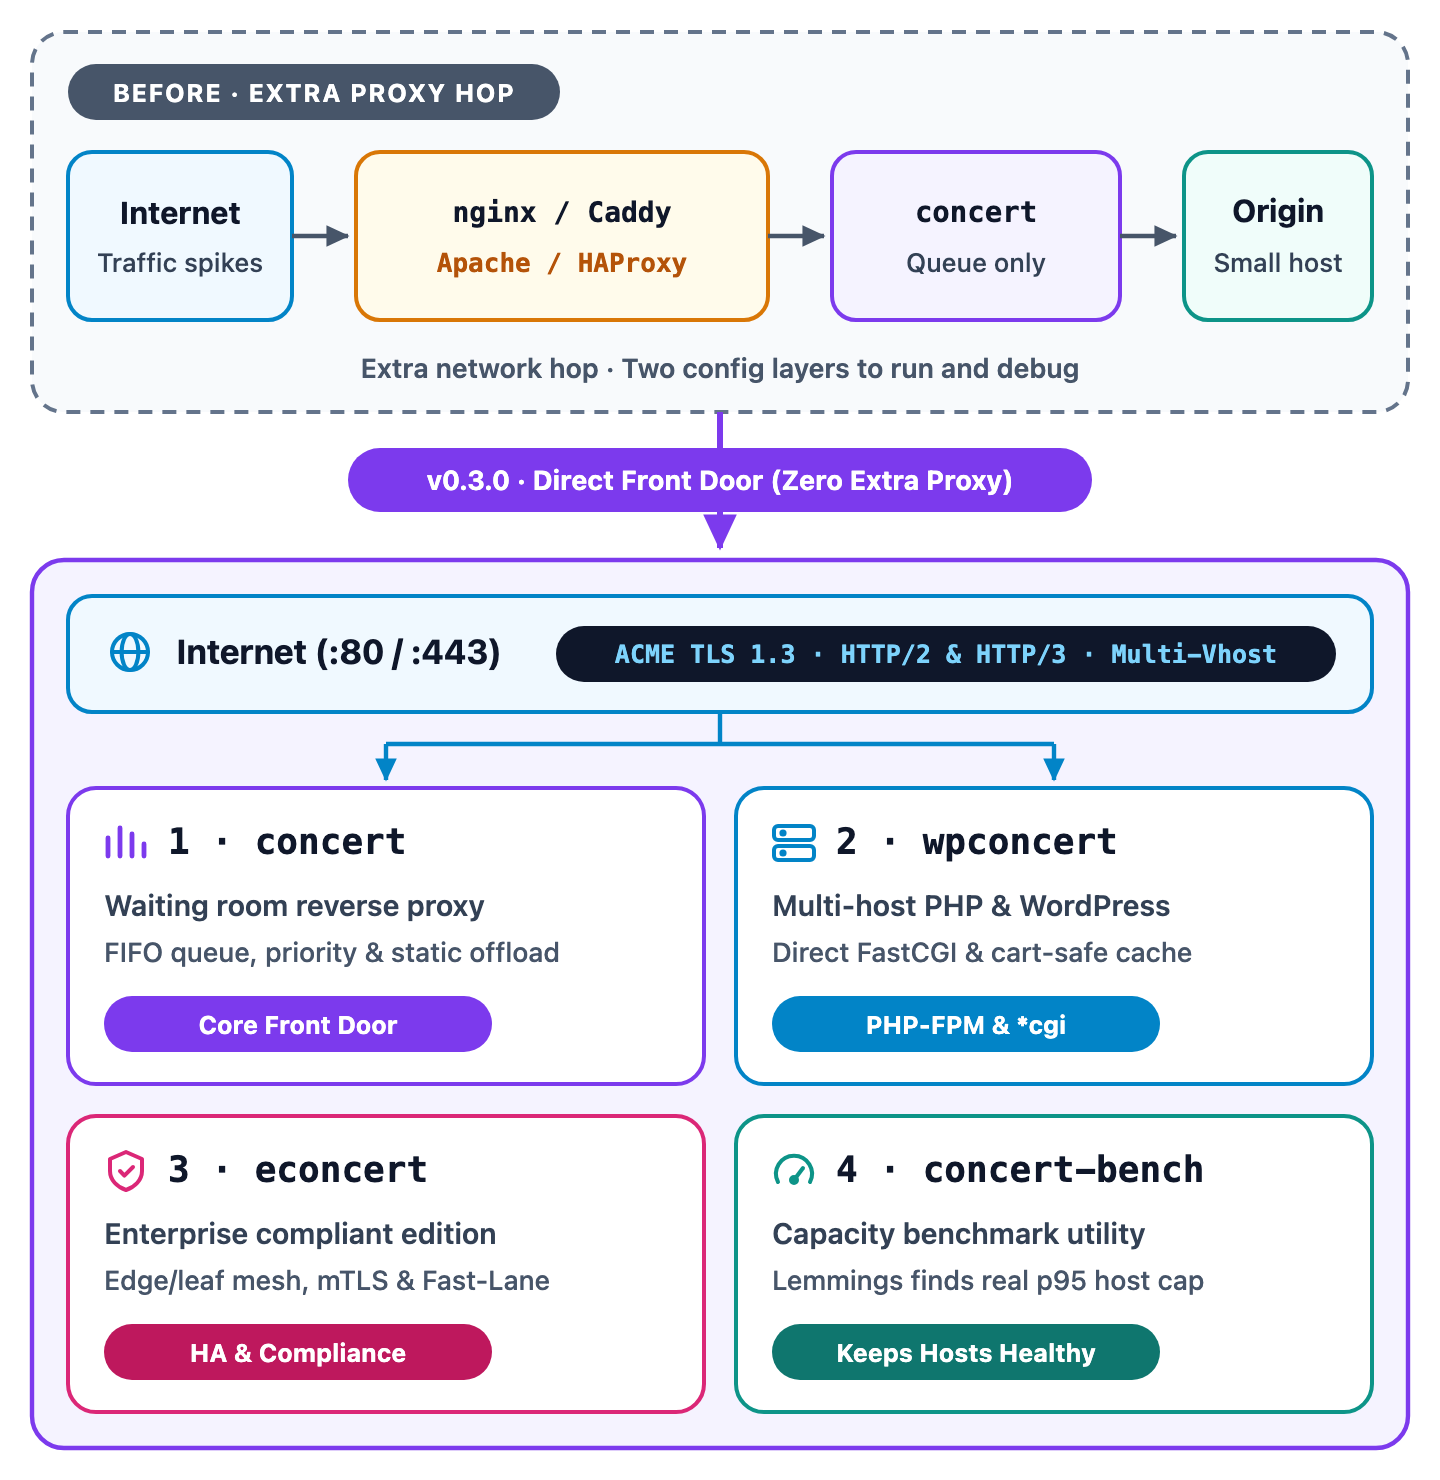 BEFORE · EXTRA PROXY HOP
Internet
Traffic spikes
nginx / Caddy
Apache / HAProxy
concert
Queue only
Origin
Small host
Extra network hop · Two config layers to run and debug
v0.3.0 · Direct Front Door (Zero Extra Proxy)
Internet (:80 / :443)
ACME TLS 1.3 · HTTP/2 & HTTP/3 · Multi-Vhost
1 · concert
Waiting room reverse proxy
FIFO queue, priority & static offload
Core Front Door
2 · wpconcert
Multi-host PHP & WordPress
Direct FastCGI & cart-safe cache
PHP-FPM & *cgi
3 · econcert
Enterprise compliant edition
Edge/leaf mesh, mTLS & Fast-Lane
HA & Compliance
4 · concert-bench
Capacity benchmark utility
Lemmings finds real p95 host cap
Keeps Hosts Healthy